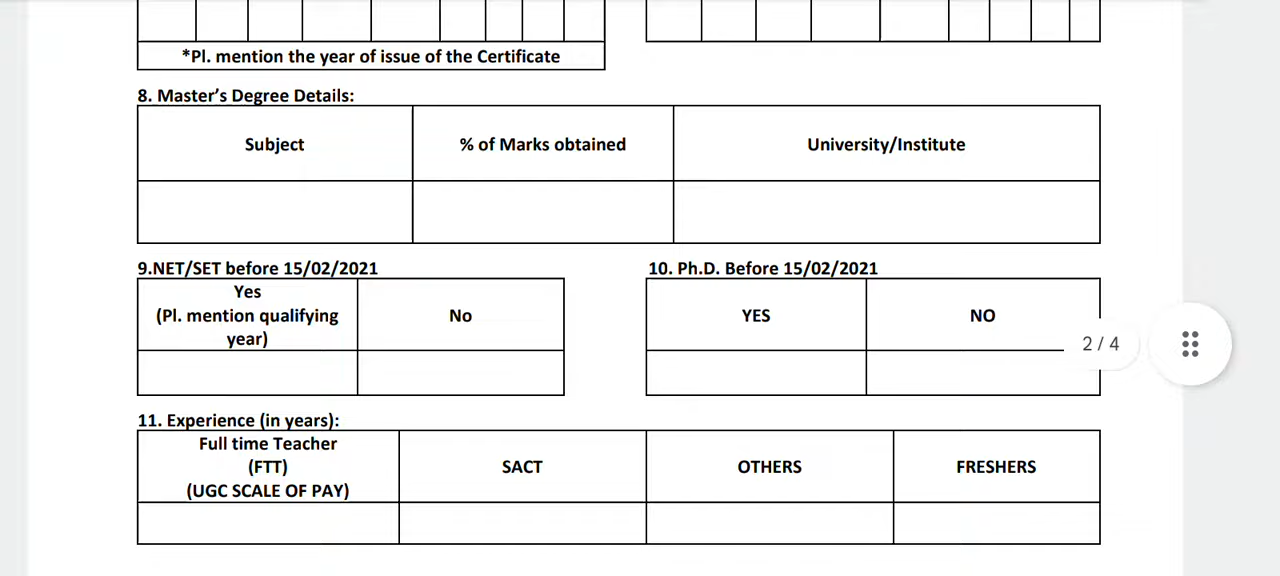 *Pl. mention the year of issue of the Certificate
8. Master’s Degree Details:
Subject % of Marks obtained University/Institute
9.NET/SET before 15/02/2021 10. Ph.D. Before 15/02/2021
Yes
(Pl. mention qualifying
year)
No
YES NO
2 / 4
11. Experience (in years):
Full time Teacher
(FTT)
(UGC SCALE OF PAY)
SACT OTHERS FRESHERS